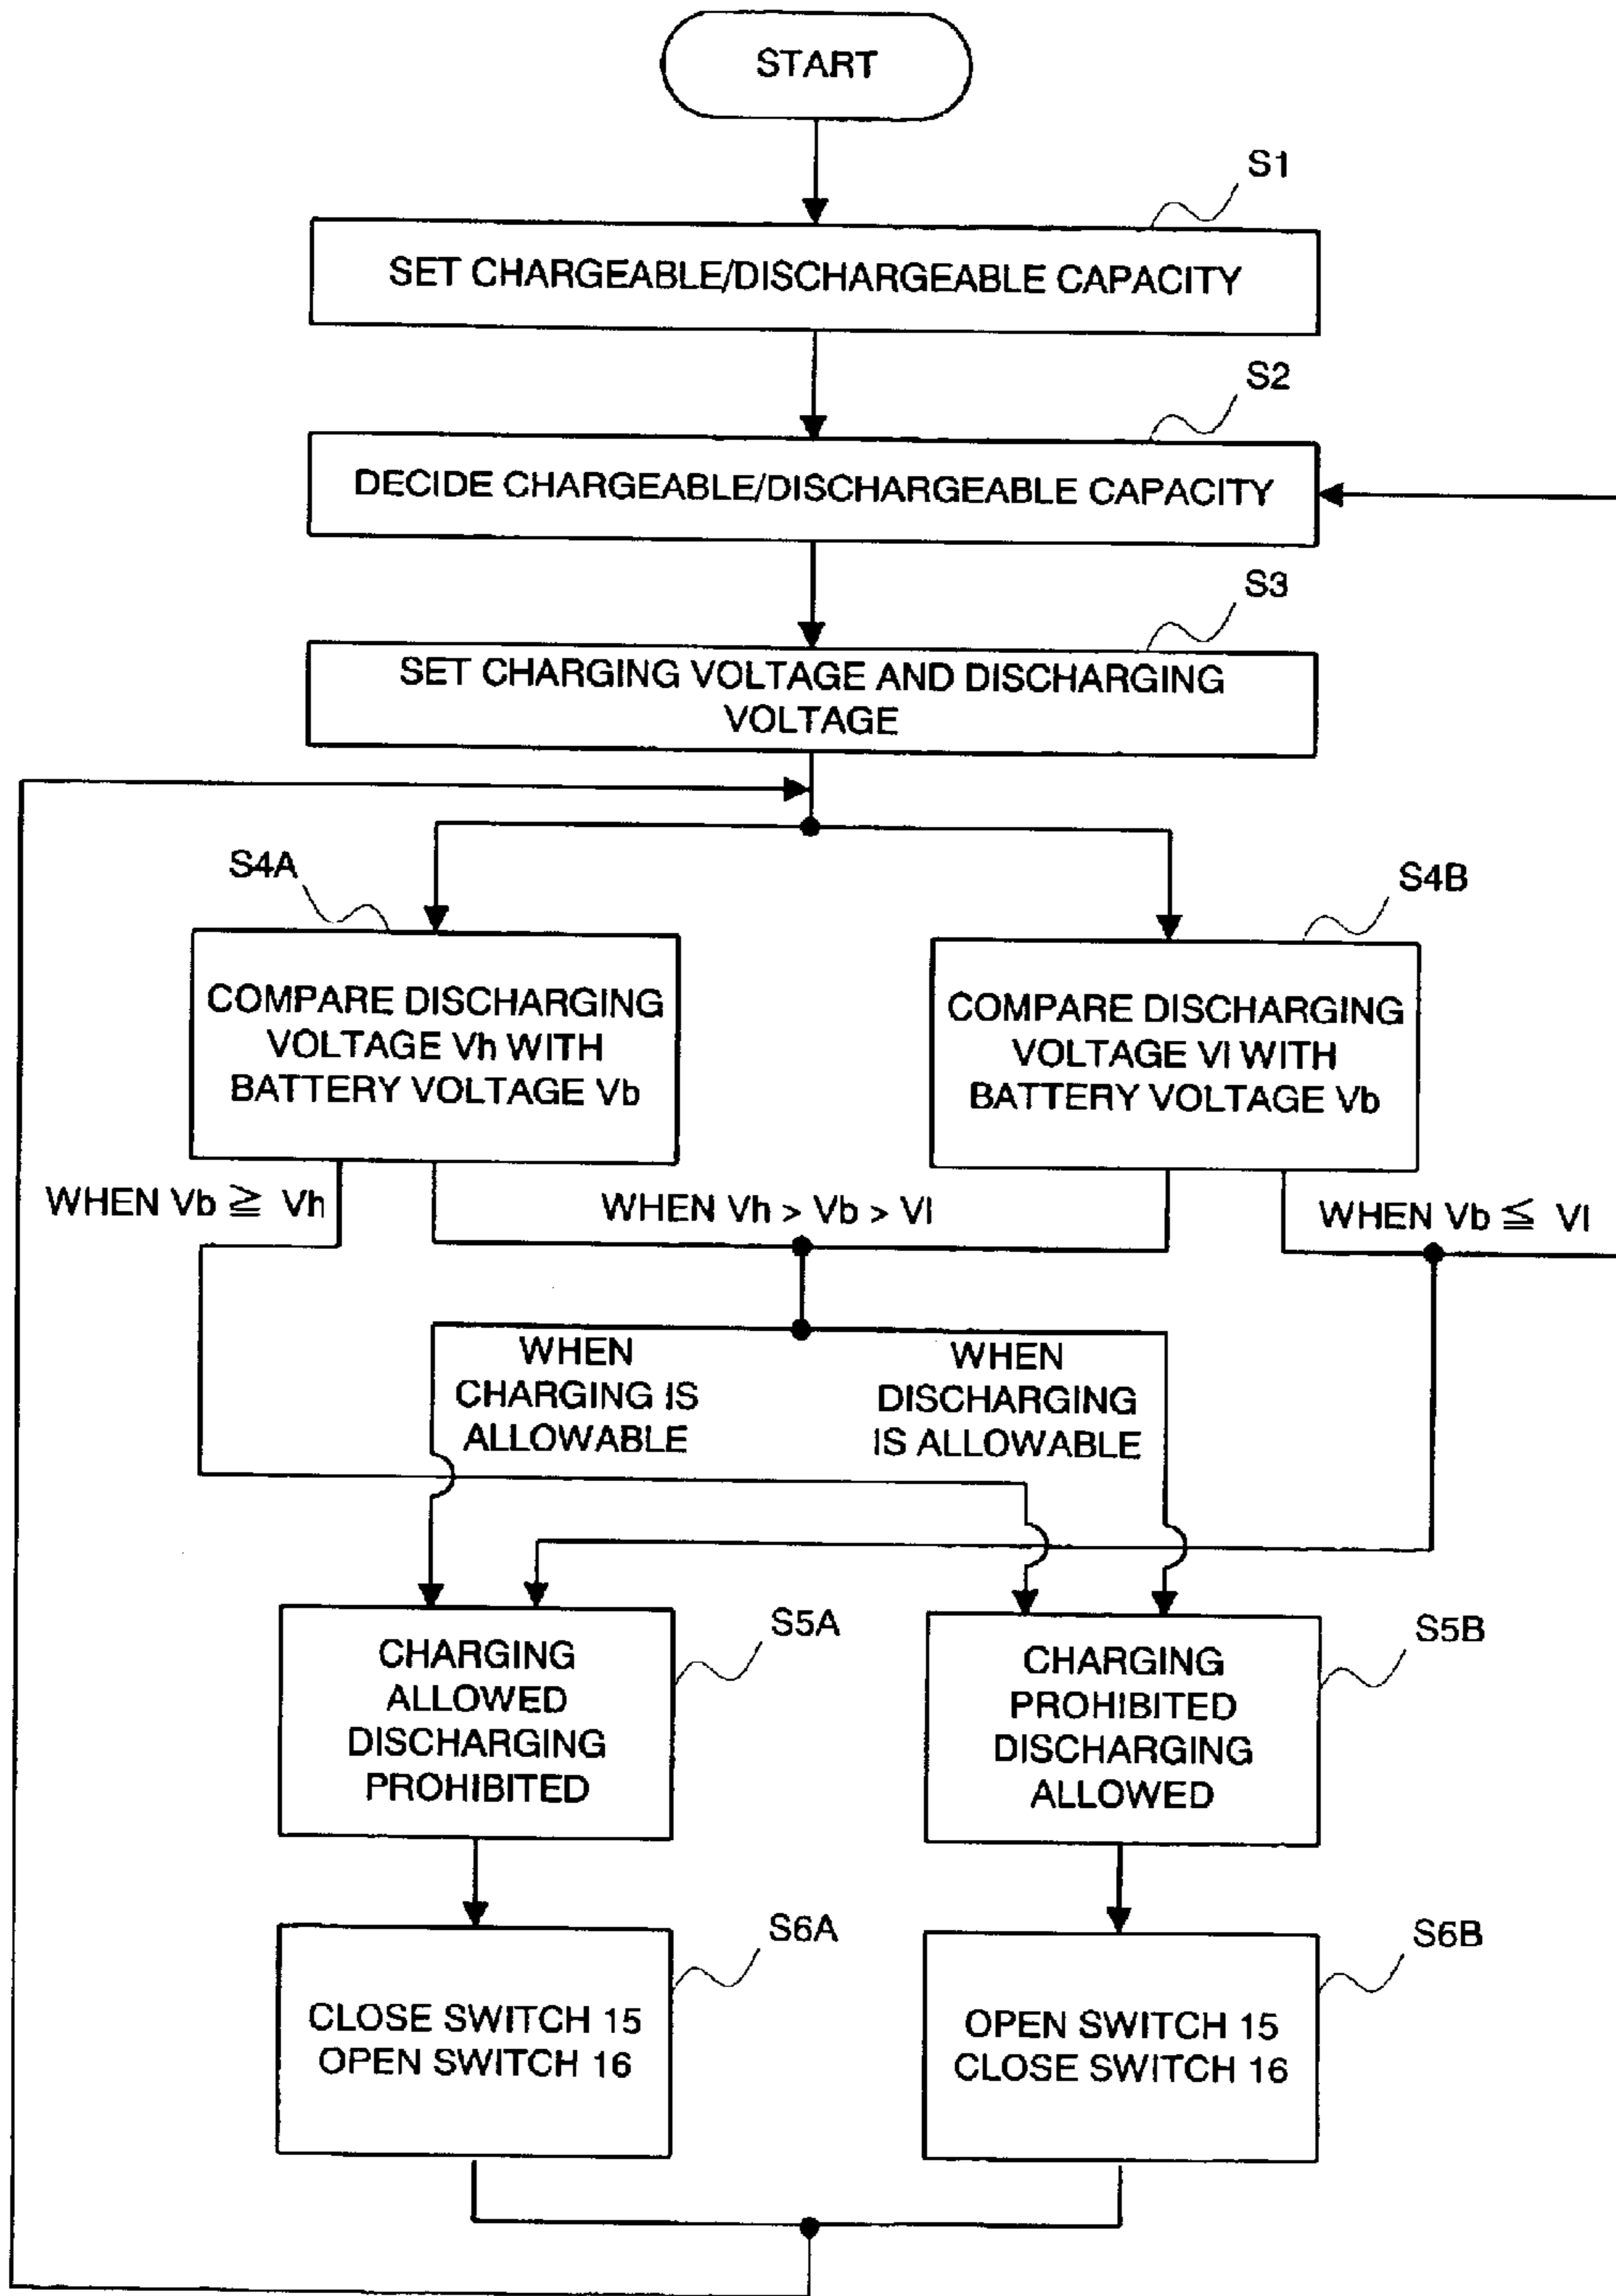 START
S1
SET CHARGEABLE/DISCHARGEABLE CAPACITY
S2
DECIDE CHARGEABLE/DISCHARGEABLE CAPACITY
S3
SET CHARGING VOLTAGE AND DISCHARGING
VOLTAGE
S4A
S4B
COMPARE DISCHARGING
VOLTAGE Vh WITH
BATTERY VOLTAGE Vb
COMPARE DISCHARGING
VOLTAGE Vl WITH
BATTERY VOLTAGE Vb
WHEN Vb ≧ Vh
WHEN Vh > Vb > Vl
WHEN Vb ≦ Vl
WHEN
CHARGING IS
ALLOWABLE
WHEN
DISCHARGING
IS ALLOWABLE
S5A
CHARGING
ALLOWED
DISCHARGING
PROHIBITED
S5B
CHARGING
PROHIBITED
DISCHARGING
ALLOWED
S6A
CLOSE SWITCH 15
OPEN SWITCH 16
S6B
OPEN SWITCH 15
CLOSE SWITCH 16